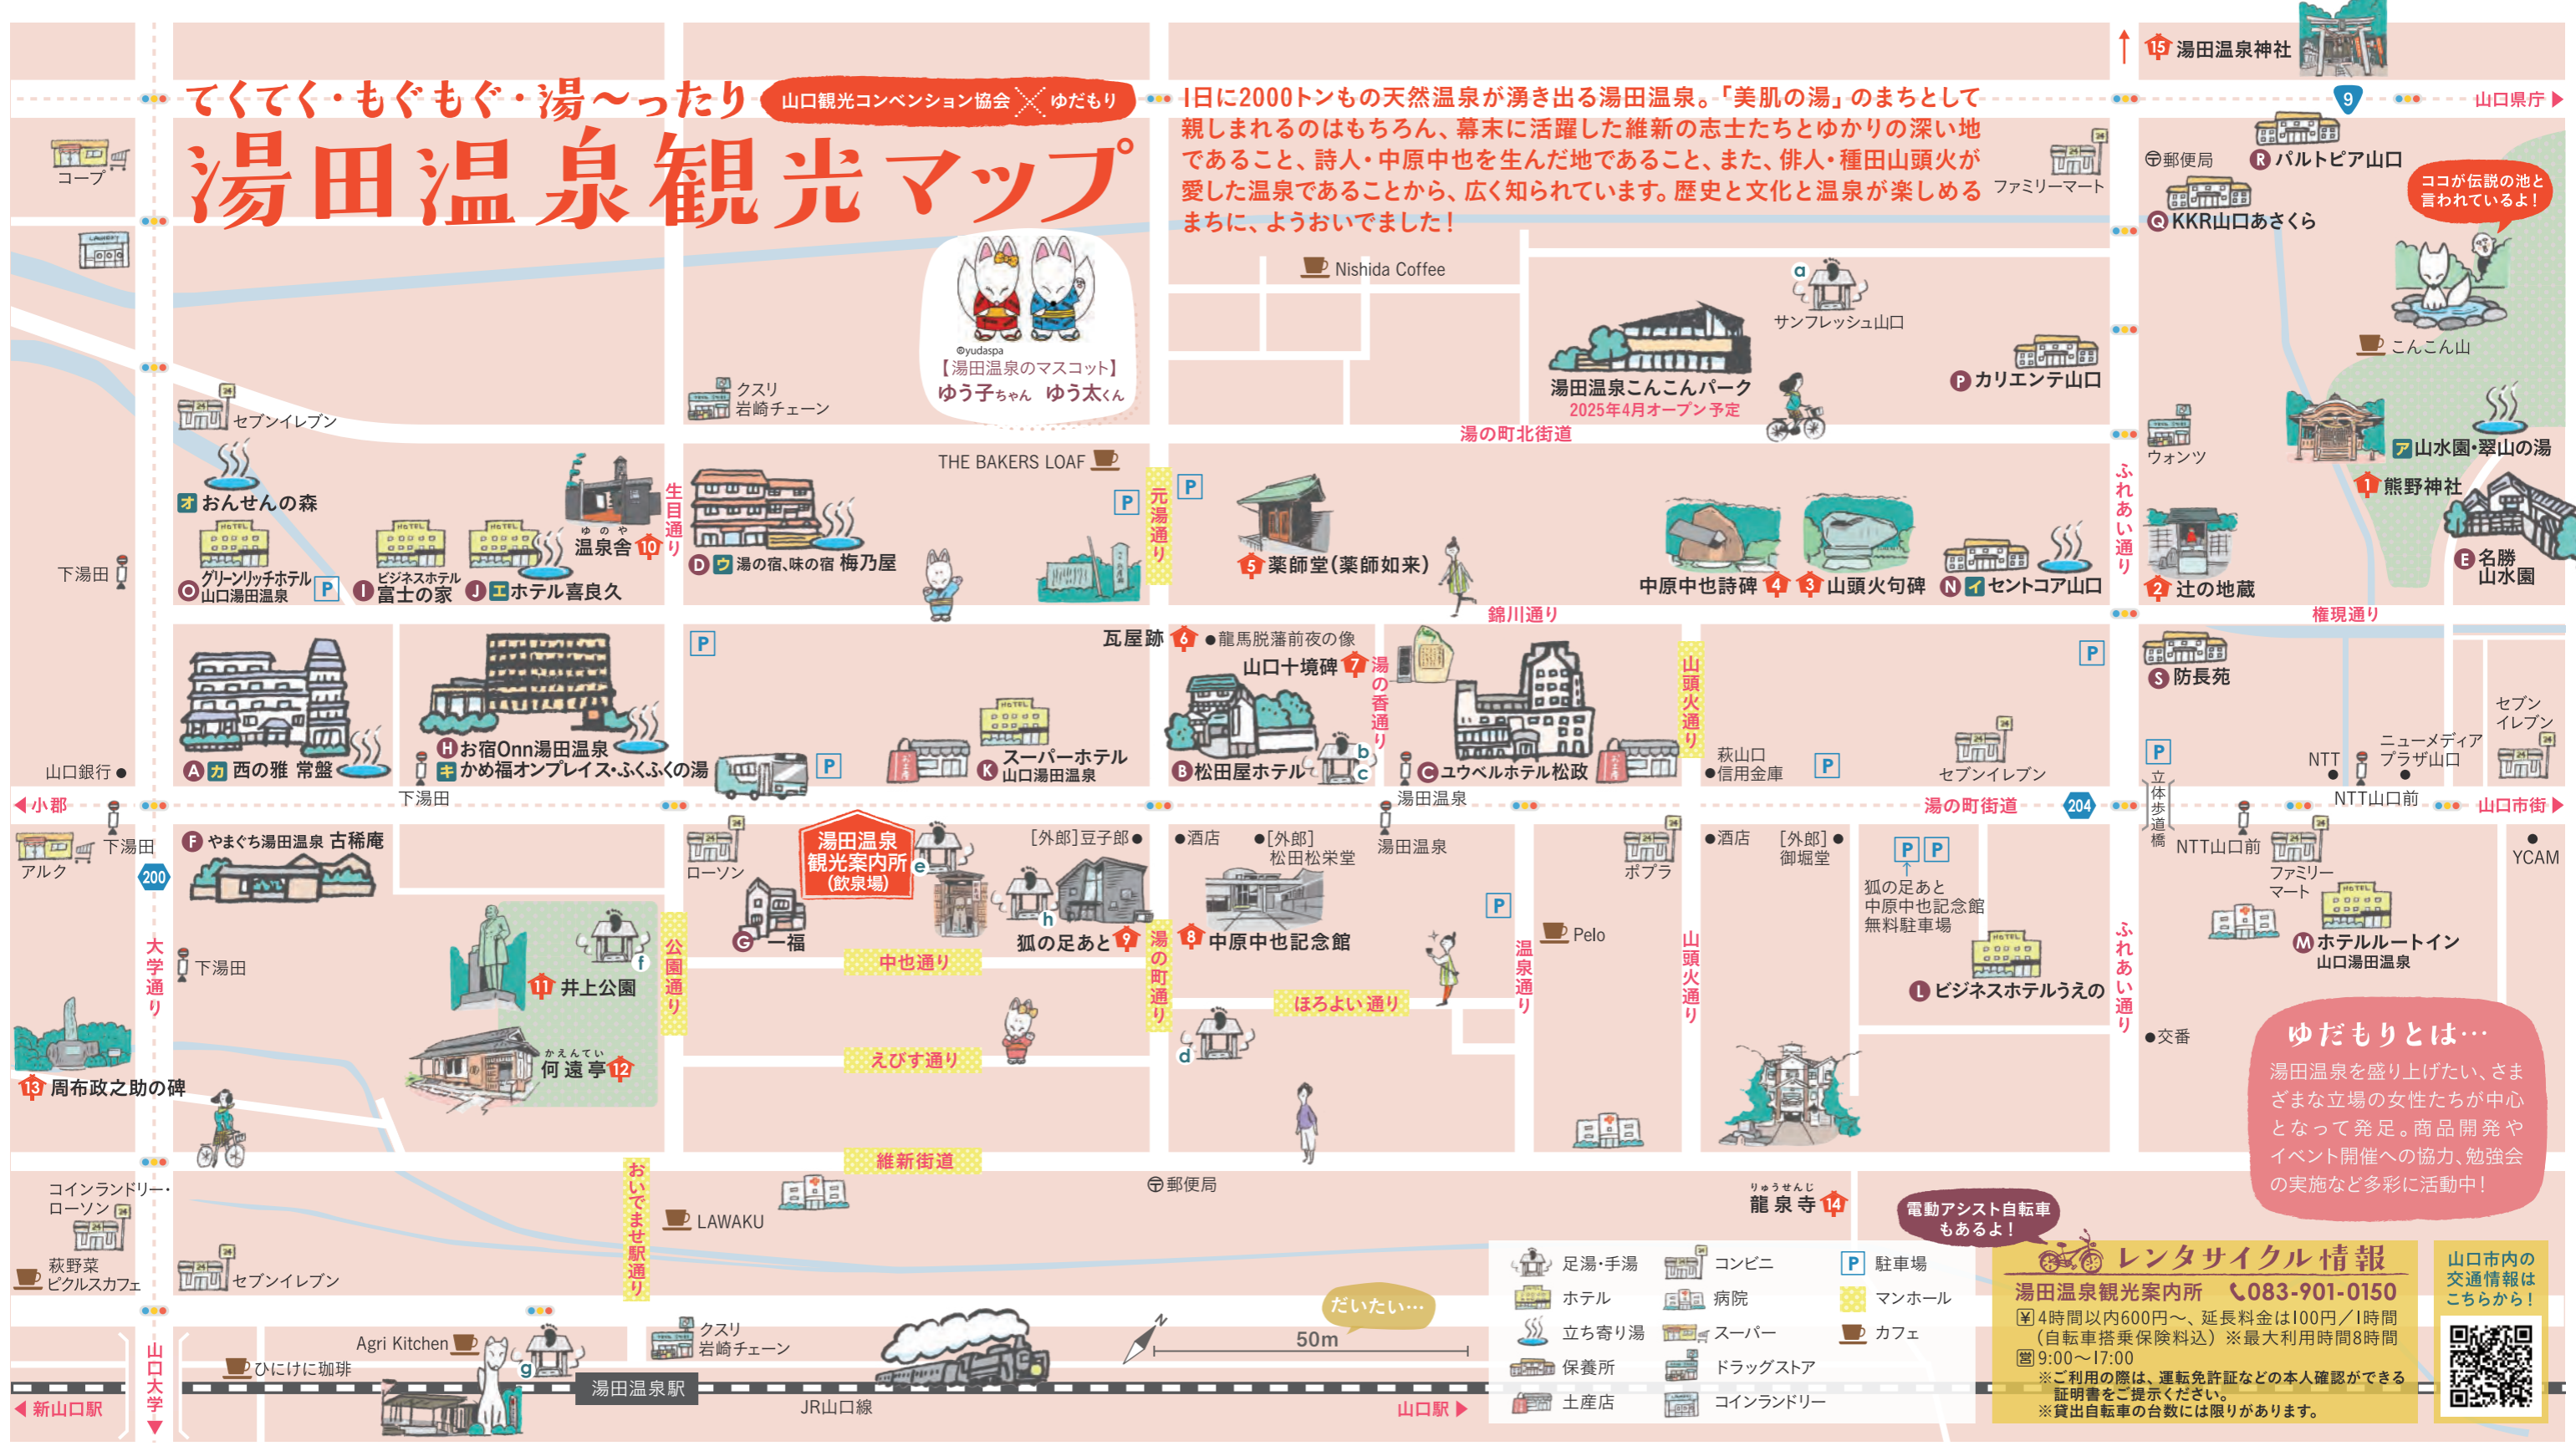 てくてく・もぐもぐ・湯〜ったり
山口観光コンベンション協会×ゆだもり
湯田温泉観光マップ
1日に2000トンもの天然温泉が湧き出る湯田温泉。「美肌の湯」のまちとして
親しまれるのはもちろん、幕末に活躍した維新の志士たちとゆかりの深い地
であること、詩人・中原中也を生んだ地であること、また、俳人・種田山頭火が
愛した温泉であることから、広く知られています。歴史と文化と温泉が楽しめる
まちに、ようおいでました！
15 湯田温泉神社
9
山口県庁
コープ
ファミリーマート
〒郵便局
R パルトピア山口
Q KKR山口あさくら
ココが伝説の池と
言われているよ！
LAUNDRY
Nishida Coffee
a
サンフレッシュ山口
こんこん山
©yudaspa
【湯田温泉のマスコット】
ゆう子ちゃん ゆう太くん
湯田温泉こんこんパーク
2025年4月オープン予定
P カリエンテ山口
セブンイレブン
クスリ
岩崎チェーン
湯の町北街道
ウォンツ
ア 山水園・翠山の湯
1 熊野神社
オ おんせんの森
THE BAKERS LOAF
P
P
生目通り
元湯通り
ふれあい通り
HOTEL
HOTEL
HOTEL
ゆのや
温泉舎 10
D ウ 湯の宿、味の宿 梅乃屋
5 薬師堂(薬師如来)
中原中也詩碑 4
3 山頭火句碑
N イ セントコア山口
2 辻の地蔵
E 名勝
山水園
下湯田
O グリーンリッチホテル
山口湯田温泉
P
I ビジネスホテル
富士の家
J エ ホテル喜良久
錦川通り
権現通り
P
瓦屋跡 6
●龍馬脱藩前夜の像
山口十境碑 7
湯の香通り
山頭火通り
P
S 防長苑
セブン
イレブン
A カ 西の雅 常盤
H お宿Onn湯田温泉
キ かめ福オンプレイス・ふくふくの湯
P
HOTEL
K スーパーホテル
山口湯田温泉
B 松田屋ホテル
b
c
C ユウベルホテル松政
お土産
お土産
萩山口
●信用金庫
P
セブンイレブン
P
立体歩道橋
NTT
●
ニューメディア
プラザ山口
●
山口銀行●
小郡
下湯田
湯田温泉
湯の町街道
204
NTT山口前
山口市街
アルク
下湯田
200
F やまぐち湯田温泉 古稀庵
ローソン
湯田温泉
観光案内所
(飲泉場)
e
[外郎]豆子郎●
●酒店
●[外郎]
松田松栄堂
湯田温泉
ポプラ
●酒店
[外郎]●
御堀堂
P P
狐の足あと
中原中也記念館
無料駐車場
NTT山口前
ファミリー
マート
●
YCAM
G 一福
h
狐の足あと 9
8 中原中也記念館
P
Pelo
HOTEL
M ホテルルートイン
山口湯田温泉
大学通り
下湯田
f
11 井上公園
公園通り
中也通り
湯の町通り
ほろよい通り
温泉通り
山頭火通り
HOTEL
L ビジネスホテルうえの
ふれあい通り
●交番
13 周布政之助の碑
かえんてい
何遠亭 12
えびす通り
d
ゆだもりとは…
湯田温泉を盛り上げたい、さま
ざまな立場の女性たちが中心
となって発足。商品開発や
イベント開催への協力、勉強会
の実施など多彩に活動中！
維新街道
コインランドリー・
ローソン
おいでませ駅通り
〒郵便局
LAWAKU
りゅうせんじ
龍泉寺 14
萩野菜
ピクルスカフェ
セブンイレブン
だいたい…
N
50m
Agri Kitchen
g
クスリ
岩崎チェーン
ひにけに珈琲
湯田温泉駅
JR山口線
新山口駅
山口大学
山口駅
足湯・手湯
コンビニ
P 駐車場
HOTEL ホテル
病院
マンホール
立ち寄り湯
スーパー
カフェ
保養所
ドラッグストア
土産店
コインランドリー
電動アシスト自転車
もあるよ！
レンタサイクル情報
湯田温泉観光案内所 083-901-0150
¥ 4時間以内600円〜、延長料金は100円／1時間
(自転車搭乗保険料込) ※最大利用時間8時間
営 9:00〜17:00
※ご利用の際は、運転免許証などの本人確認ができる
証明書をご提示ください。
※貸出自転車の台数には限りがあります。
山口市内の
交通情報は
こちらから！